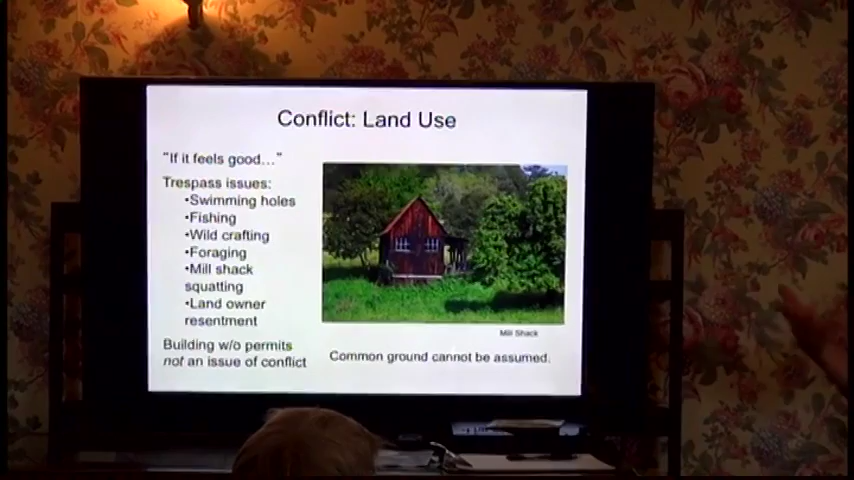 Conflict: Land Use
"If it feels good..."
Trespass issues:
•Swimming holes
•Fishing
•Wild crafting
•Foraging
•Mill shack
squatting
•Land owner
resentment
Building w/o permits
not an issue of conflict
Mill Shack
Common ground cannot be assumed.